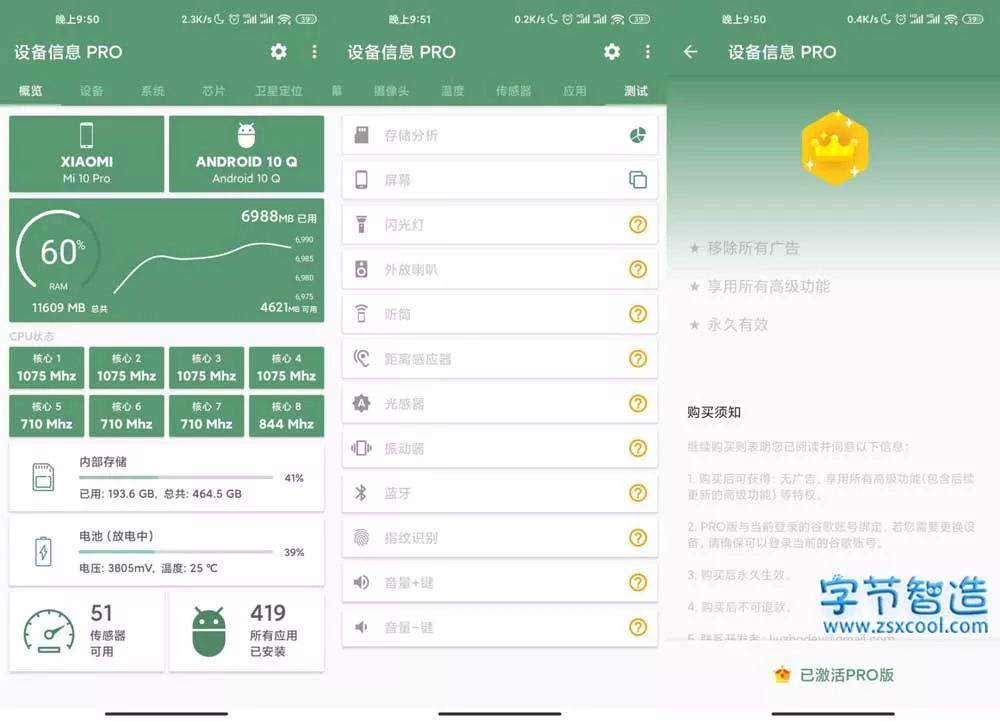 晚上9:50
2.3K/s
39
设备信息 PRO
概览 设备 系统 芯片 卫星定位
XIAOMI
Mi 10 Pro
ANDROID 10 Q
Android 10 Q
6988MB 已用
60%
RAM
6,990
6,985
6,980
6,975
11609 MB 总共
4621MB 可用
CPU状态
核心 1
1075 Mhz
核心 2
1075 Mhz
核心 3
1075 Mhz
核心 4
1075 Mhz
核心 5
710 Mhz
核心 6
710 Mhz
核心 7
710 Mhz
核心 8
844 Mhz
内部存储
41%
已用: 193.6 GB, 总共: 464.5 GB
电池 (放电中)
39%
电压: 3805mV, 温度: 25 ℃
51
传感器
可用
419
所有应用
已安装
晚上9:51
0.2K/s
39
设备信息 PRO
幕 摄像头 温度 传感器 应用 测试
存储分析
屏幕
闪光灯
外放喇叭
听筒
距离感应器
光感器
振动器
蓝牙
指纹识别
音量+键
音量-键
晚上9:50
0.4K/s
39
设备信息 PRO
★ 移除所有广告
★ 享用所有高级功能
★ 永久有效
购买须知
继续购买则表明您已阅读并同意以下信息:
1. 购买后可获得: 无广告, 享用所有高级功能(包含后续
更新的高级功能) 等特权。
2. PRO版与当前登录的谷歌账号绑定, 若您需要更换设
备, 请确保可以登录当前的谷歌账号。
3. 购买后永久生效。
4. 购买后不可退款。
字节智造
www.zsxcool.com
已激活PRO版